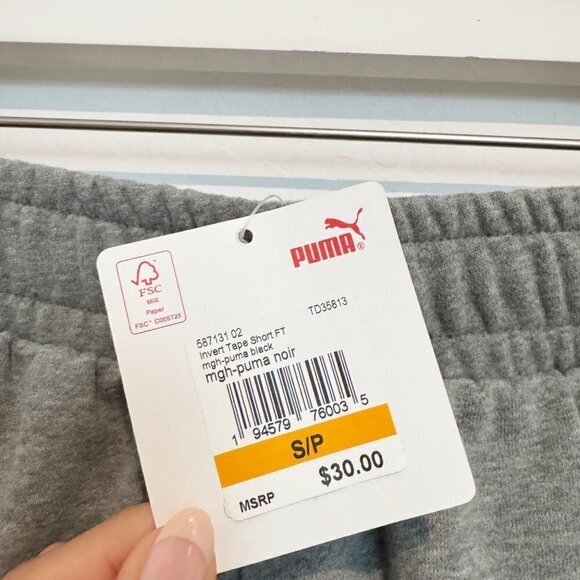 PUMA®
FSC
MIX
Paper
FSC™ C005725
TD35813
587131 02
Invert Tape Short FT
mgh-puma black
mgh-puma noir
1 94579 76003 5
S/P
MSRP $30.00